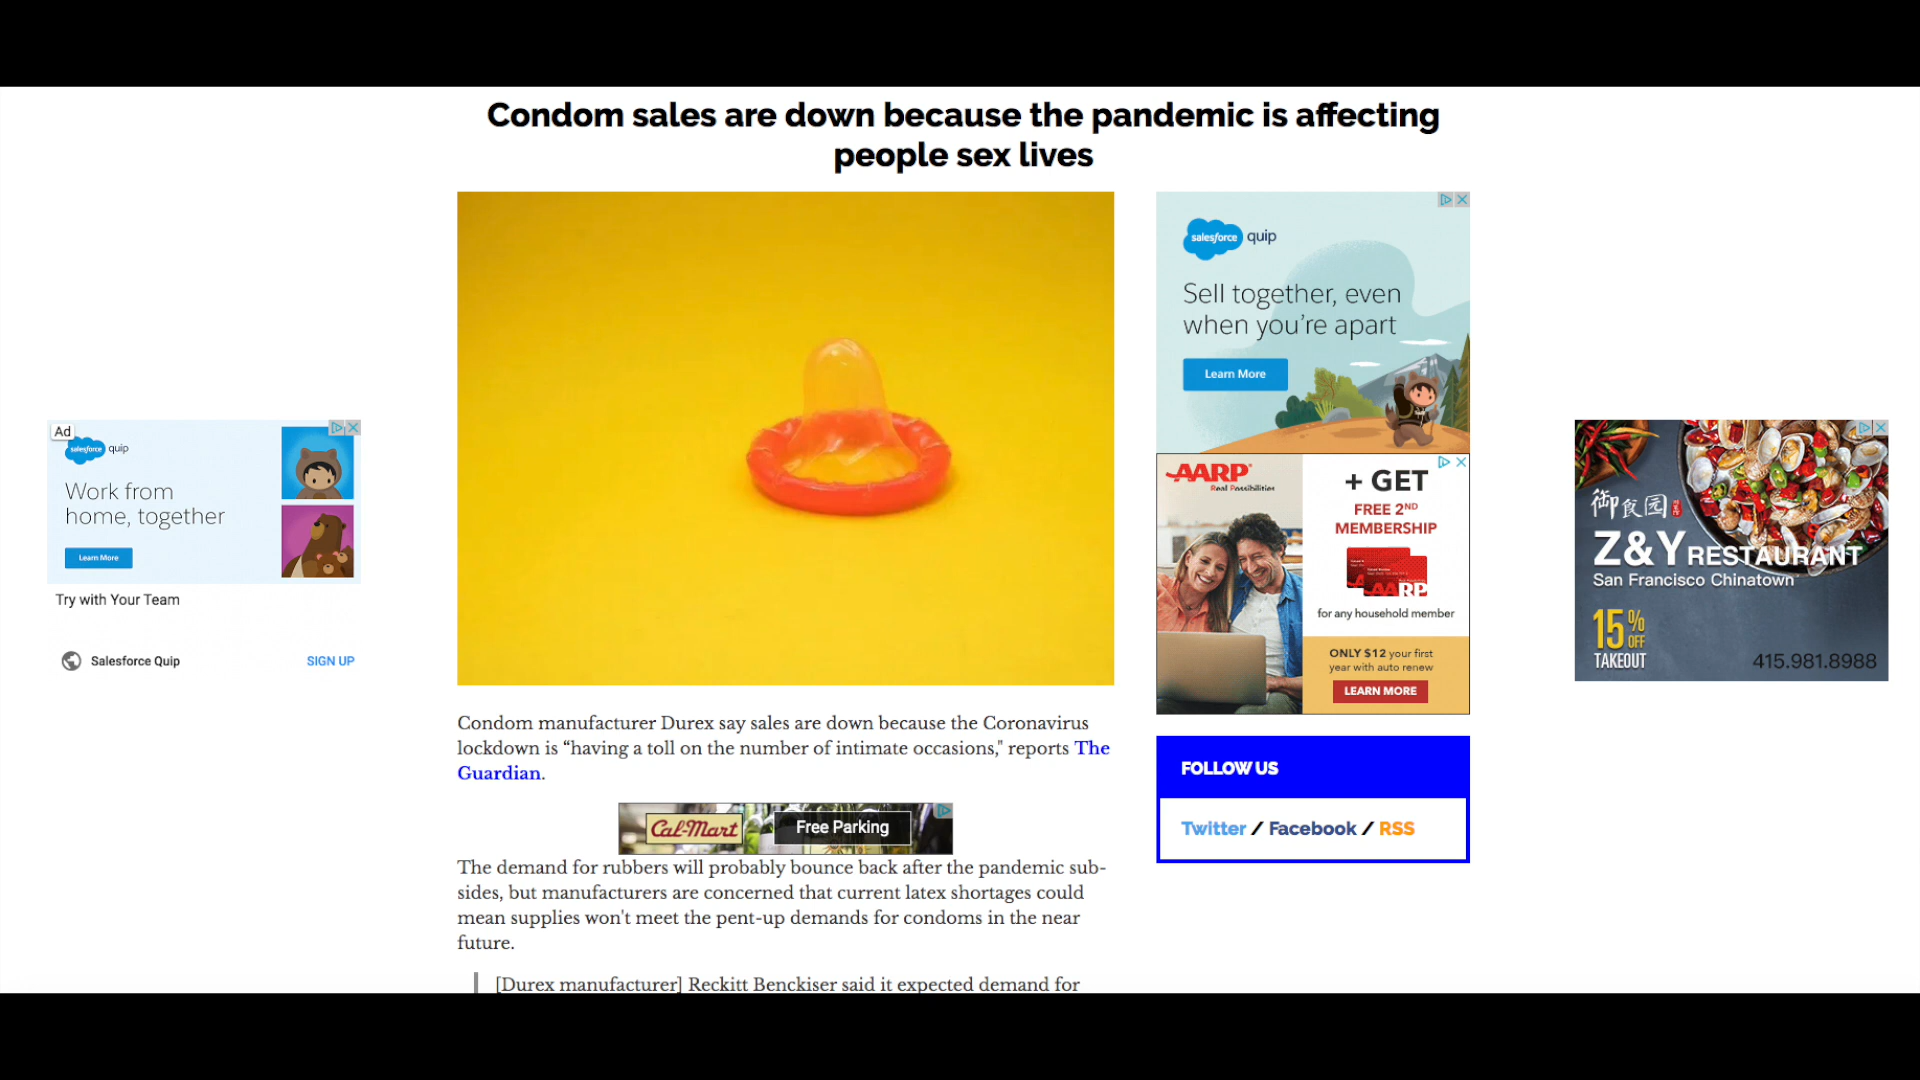 Condom sales are down because the pandemic is affecting
people sex lives
salesforce quip
Sell together, even
when you're apart
Learn More
Ad
salesforce quip
Work from
home, together
Learn More
Try with Your Team
Salesforce Quip
SIGN UP
AARP
Real Possibilities
+ GET
FREE 2ND
MEMBERSHIP
AARP
for any household member
ONLY $12 your first
year with auto renew
LEARN MORE
御食园
Z&Y RESTAURANT
San Francisco Chinatown
15% OFF
TAKEOUT
415.981.8988
Condom manufacturer Durex say sales are down because the Coronavirus
lockdown is “having a toll on the number of intimate occasions," reports The
Guardian.
Cal-Mart
Free Parking
The demand for rubbers will probably bounce back after the pandemic sub-
sides, but manufacturers are concerned that current latex shortages could
mean supplies won't meet the pent-up demands for condoms in the near
future.
[Durex manufacturer] Reckitt Benckiser said it expected demand for
FOLLOW US
Twitter / Facebook / RSS